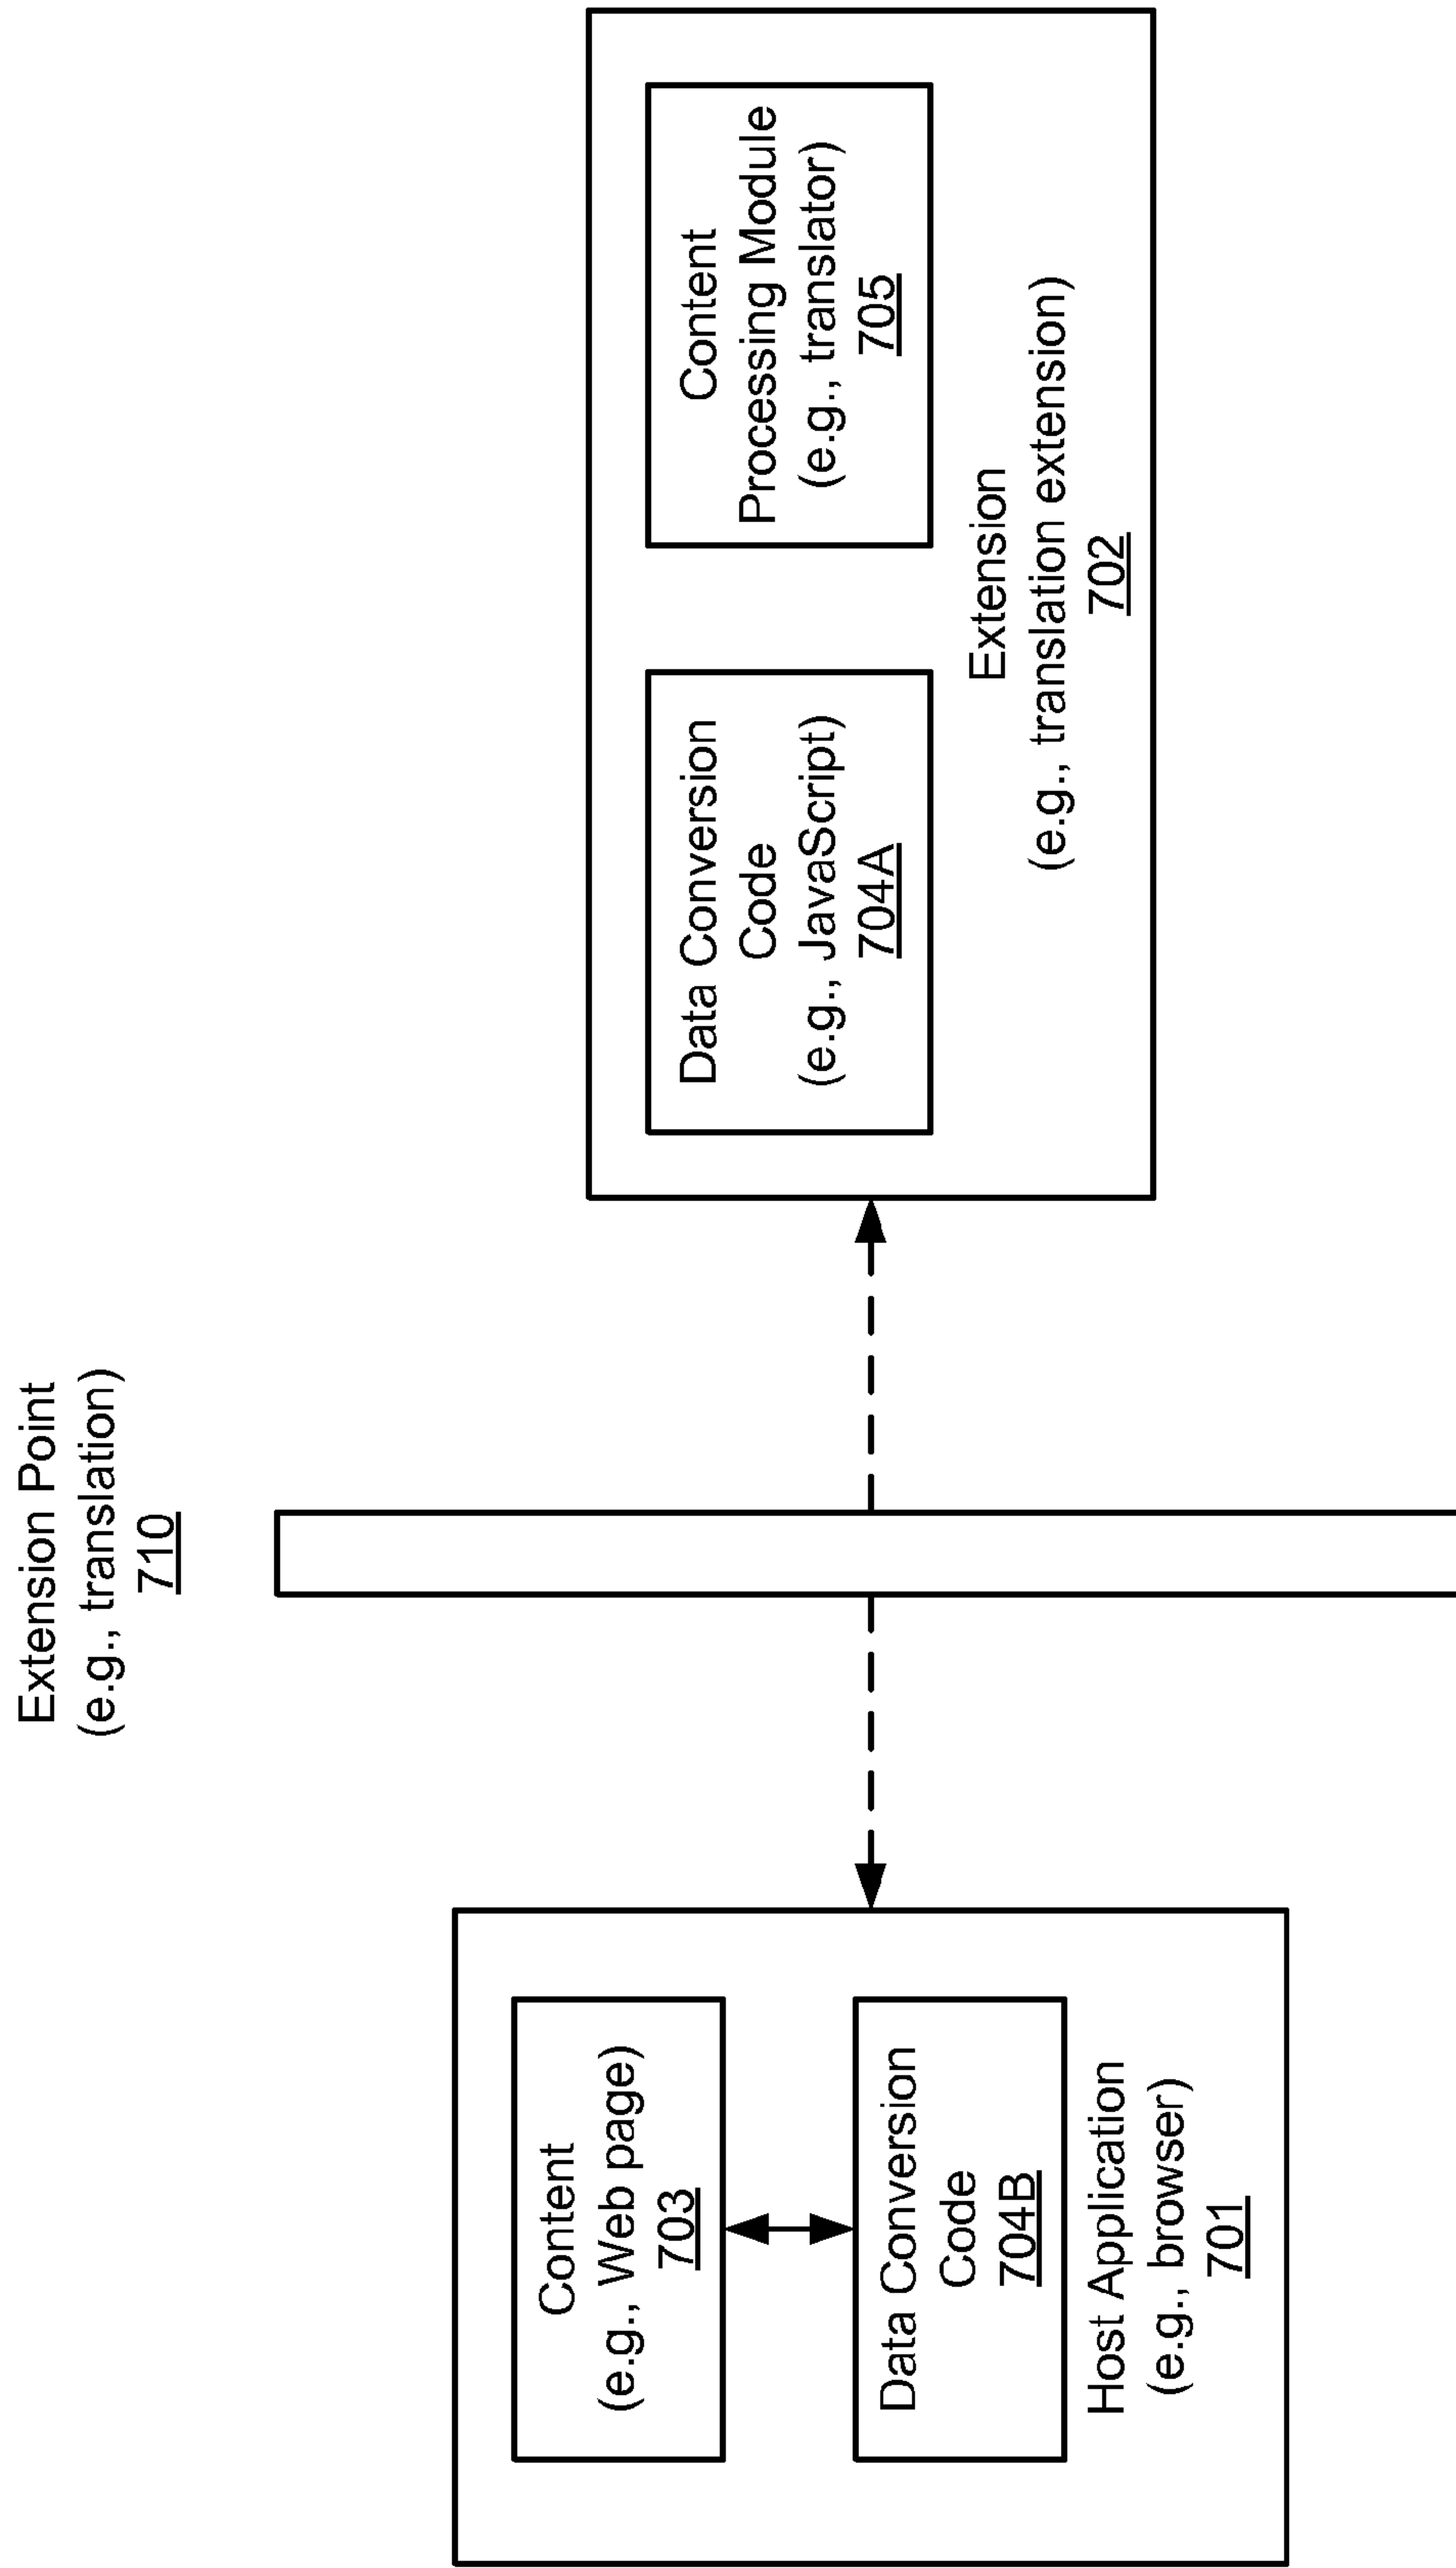 Extension Point
(e.g., translation)
710
Content
(e.g., Web page)
703
Data Conversion
Code
704B
Host Application
(e.g., browser)
701
Data Conversion
Code
(e.g., JavaScript)
704A
Content
Processing Module
(e.g., translator)
705
Extension
(e.g., translation extension)
702